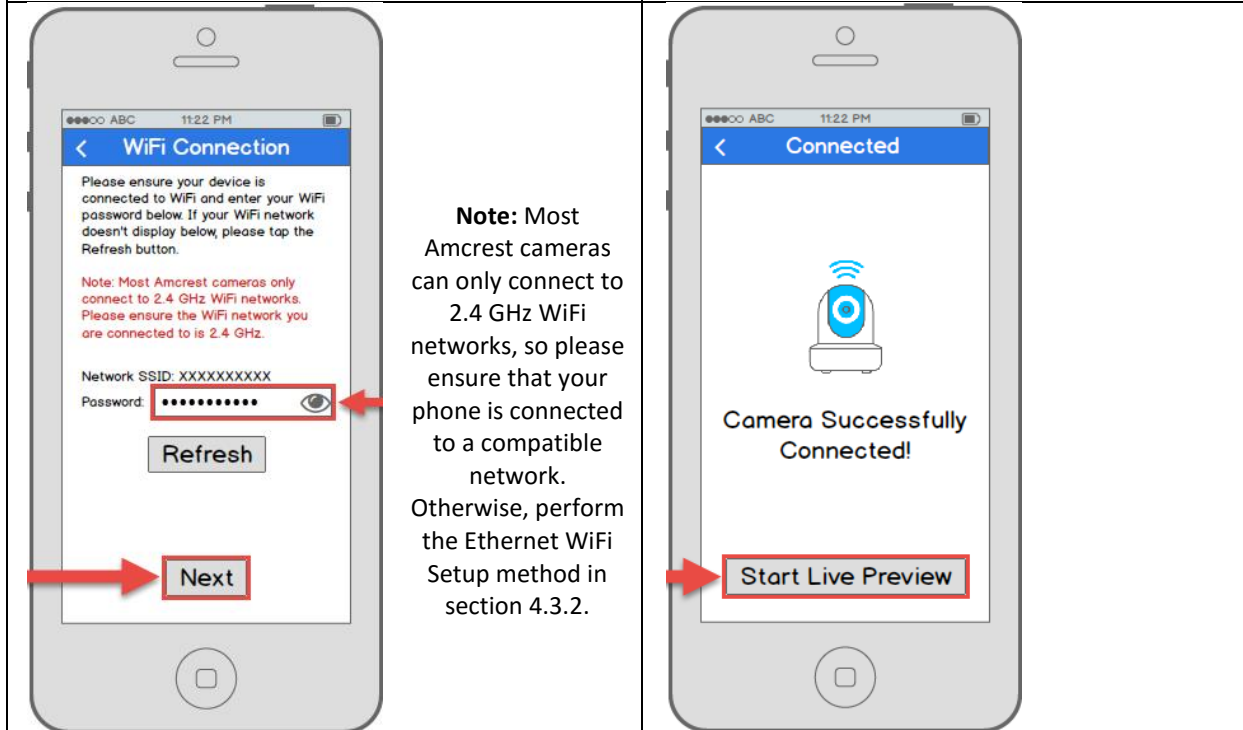 ABC 11:22 PM
WiFi Connection
Please ensure your device is
connected to WiFi and enter your WiFi
password below. If your WiFi network
doesn't display below, please tap the
Refresh button.
Note: Most Amcrest cameras only
connect to 2.4 GHz WiFi networks.
Please ensure the WiFi network you
are connected to is 2.4 GHz.
Network SSID: XXXXXXXXXX
Password: •••••••••••
Refresh
Next
Note: Most
Amcrest cameras
can only connect to
2.4 GHz WiFi
networks, so please
ensure that your
phone is connected
to a compatible
network.
Otherwise, perform
the Ethernet WiFi
Setup method in
section 4.3.2.
ABC 11:22 PM
Connected
Camera Successfully
Connected!
Start Live Preview